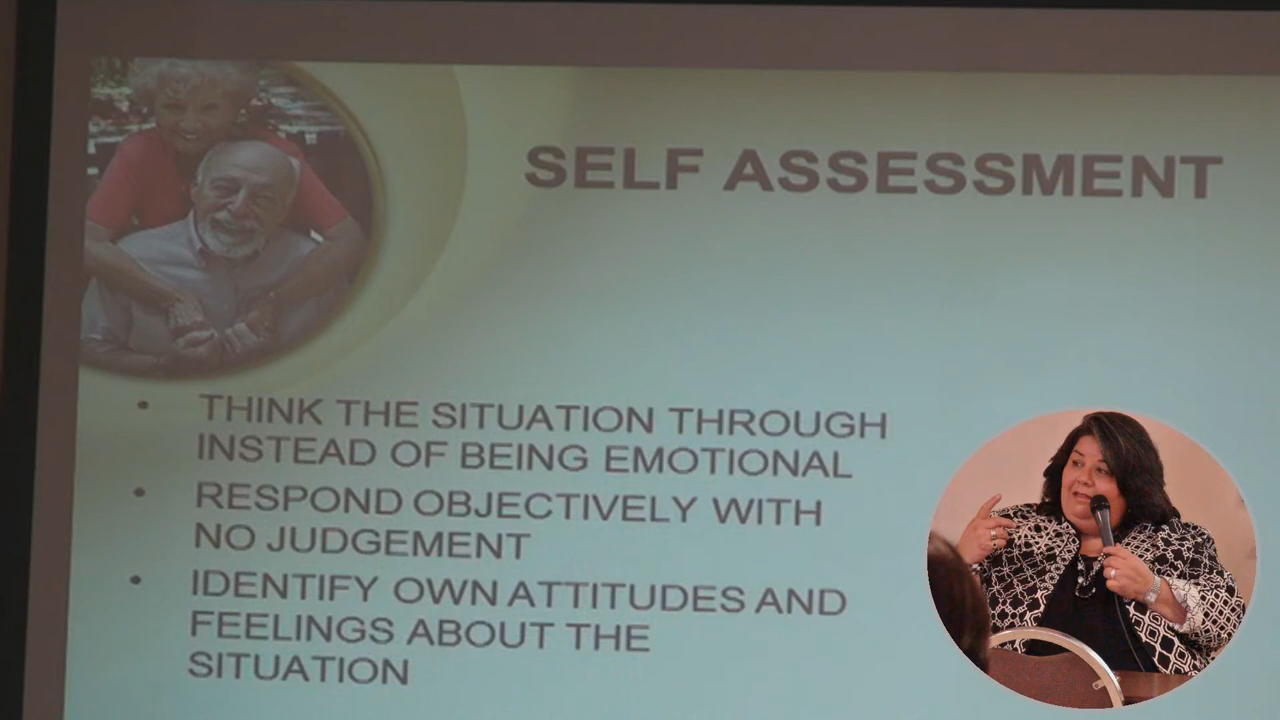 SELF ASSESSMENT
• THINK THE SITUATION THROUGH
INSTEAD OF BEING EMOTIONAL
• RESPOND OBJECTIVELY WITH
NO JUDGEMENT
• IDENTIFY OWN ATTITUDES AND
FEELINGS ABOUT THE
SITUATION